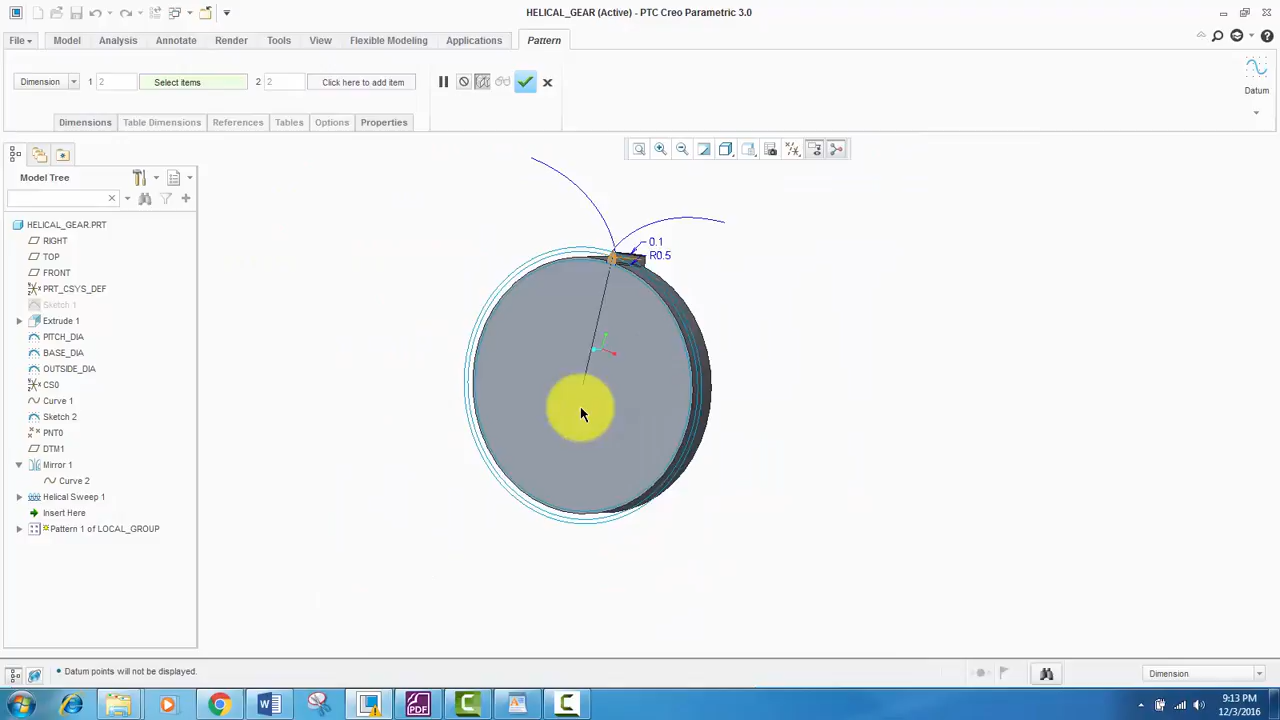 HELICAL_GEAR (Active) - PTC Creo Parametric 3.0
File Model Analysis Annotate Render Tools View Flexible Modeling Applications Pattern
Dimension 1 2 Select items 2 2 Click here to add item
Datum
Dimensions Table Dimensions References Tables Options Properties
Model Tree
HELICAL_GEAR.PRT
RIGHT
TOP
FRONT
PRT_CSYS_DEF
Sketch 1
Extrude 1
PITCH_DIA
BASE_DIA
OUTSIDE_DIA
CS0
Curve 1
Sketch 2
PNT0
DTM1
Mirror 1
Curve 2
Helical Sweep 1
Insert Here
Pattern 1 of LOCAL_GROUP
0.1
R0.5
• Datum points will not be displayed.
Dimension
PDF
9:13 PM
12/3/2016